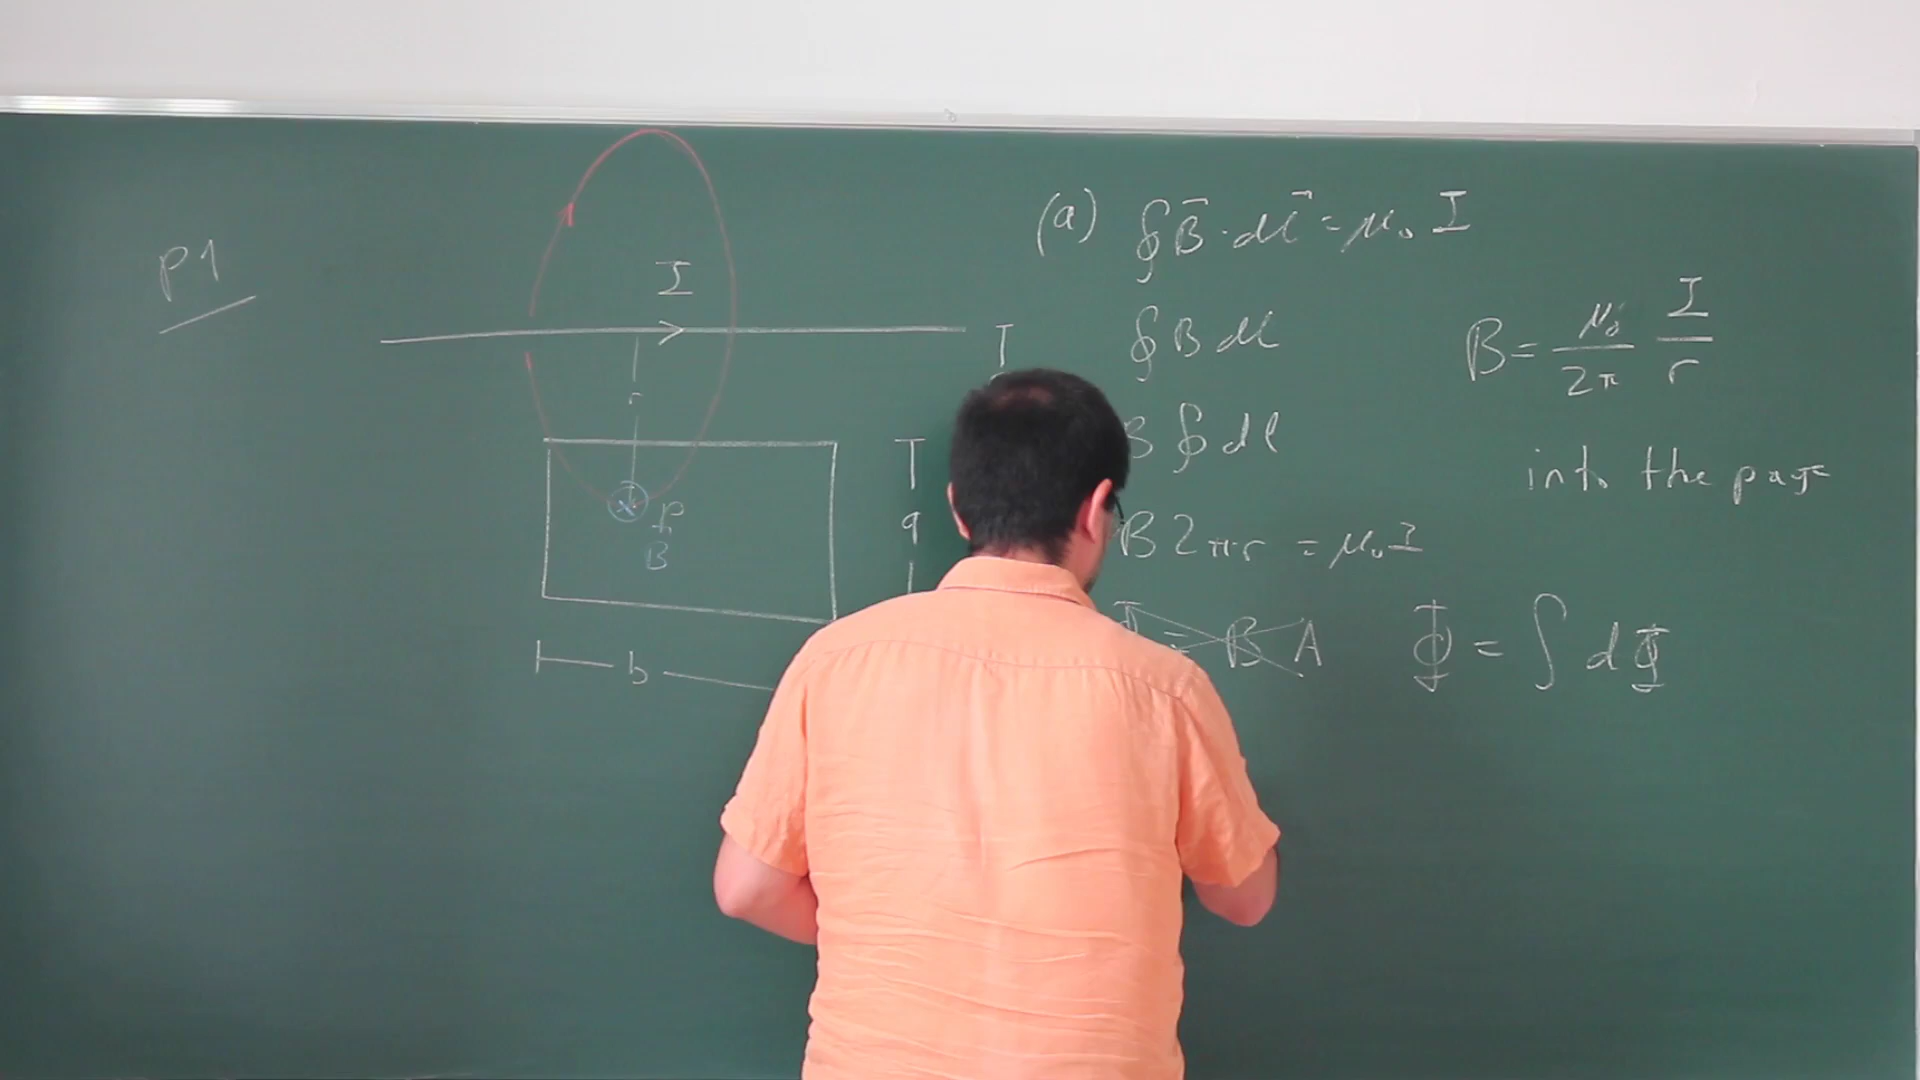 P1
I
r
P
B
a
b
(a) ∮B⃗·dl⃗ = μ₀ I
∮B dl
B ∮ dl
B 2πr = μ₀ I
B = μ₀/2π I/r
into the page
Φ = B A
Φ = ∫ dΦ